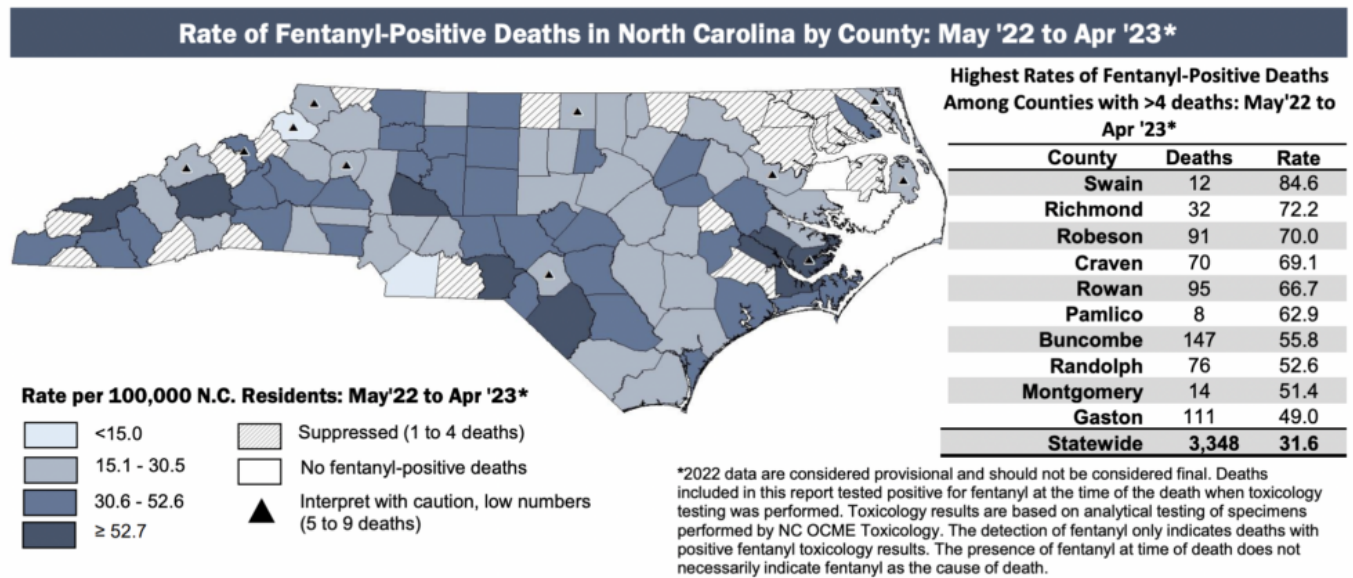 Rate of Fentanyl-Positive Deaths in North Carolina by County: May '22 to Apr '23*
Highest Rates of Fentanyl-Positive Deaths
Among Counties with >4 deaths: May'22 to
Apr '23*
County Deaths Rate
Swain 12 84.6
Richmond 32 72.2
Robeson 91 70.0
Craven 70 69.1
Rowan 95 66.7
Pamlico 8 62.9
Buncombe 147 55.8
Randolph 76 52.6
Montgomery 14 51.4
Gaston 111 49.0
Statewide 3,348 31.6
Rate per 100,000 N.C. Residents: May'22 to Apr '23*
<15.0
15.1 - 30.5
30.6 - 52.6
≥ 52.7
Suppressed (1 to 4 deaths)
No fentanyl-positive deaths
Interpret with caution, low numbers
(5 to 9 deaths)
*2022 data are considered provisional and should not be considered final. Deaths
included in this report tested positive for fentanyl at the time of the death when toxicology
testing was performed. Toxicology results are based on analytical testing of specimens
performed by NC OCME Toxicology. The detection of fentanyl only indicates deaths with
positive fentanyl toxicology results. The presence of fentanyl at time of death does not
necessarily indicate fentanyl as the cause of death.